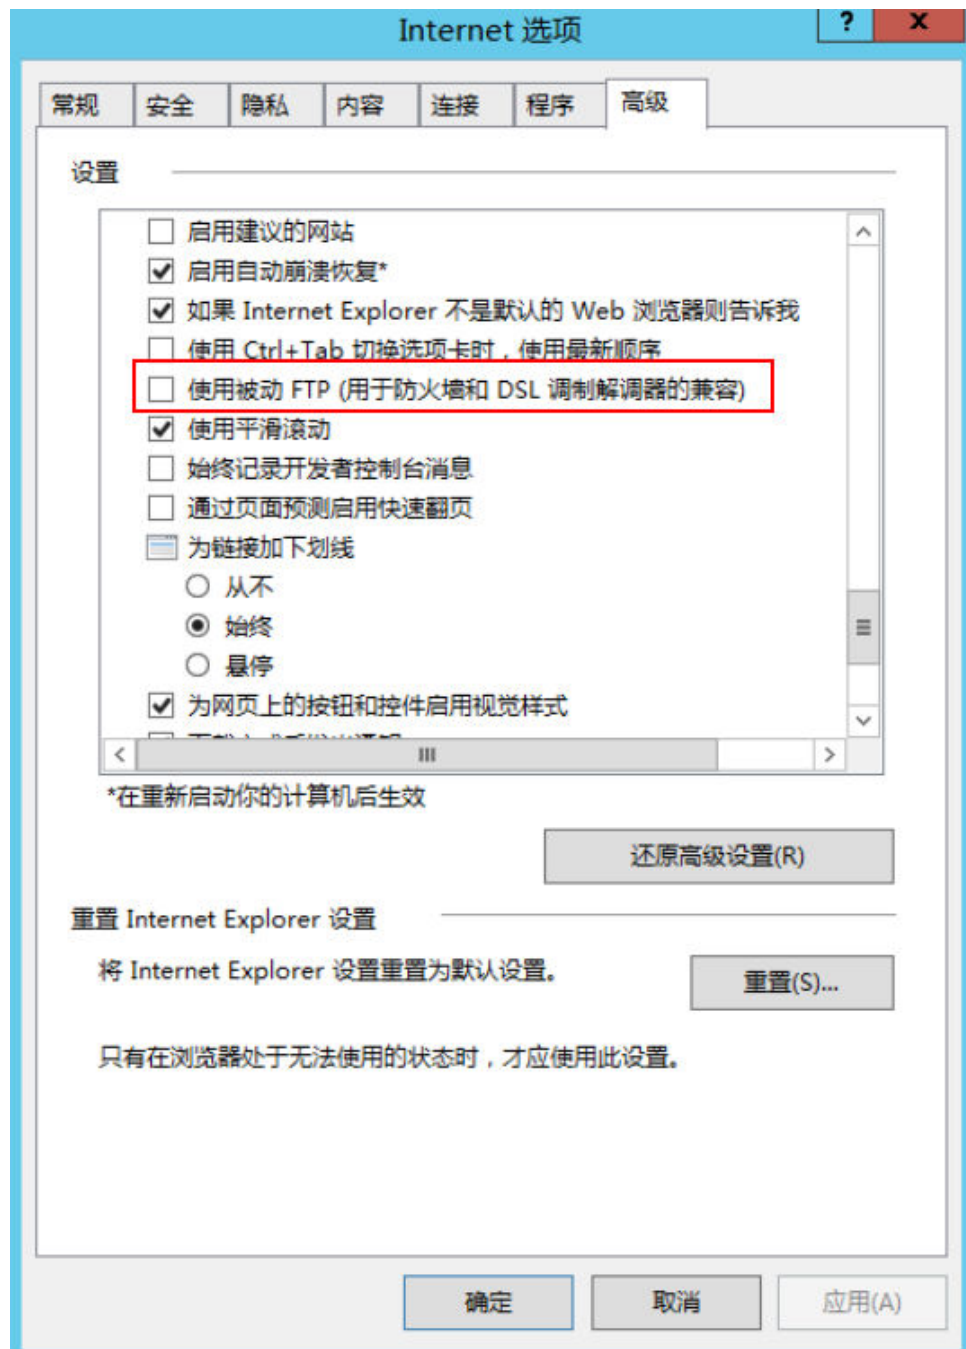 Internet 选项
?
x
常规 安全 隐私 内容 连接 程序 高级
设置
启用建议的网站
启用自动崩溃恢复*
如果 Internet Explorer 不是默认的 Web 浏览器则告诉我
使用 Ctrl+Tab 切换选项卡时，使用最新顺序
使用被动 FTP (用于防火墙和 DSL 调制解调器的兼容)
使用平滑滚动
始终记录开发者控制台消息
通过页面预测启用快速翻页
为链接加下划线
从不
始终
悬停
为网页上的按钮和控件启用视觉样式
*在重新启动你的计算机后生效
还原高级设置(R)
重置 Internet Explorer 设置
将 Internet Explorer 设置重置为默认设置。
重置(S)...
只有在浏览器处于无法使用的状态时，才应使用此设置。
确定 取消 应用(A)